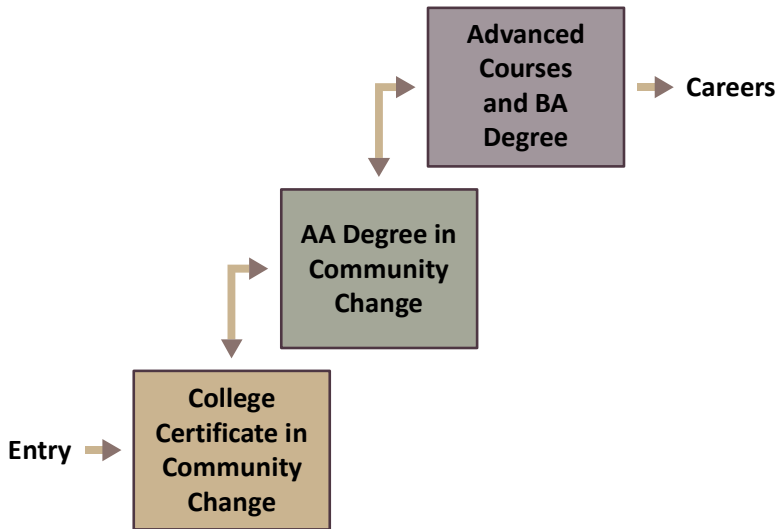 Advanced
Courses
and BA
Degree
Careers
AA Degree in
Community
Change
College
Certificate in
Community
Change
Entry